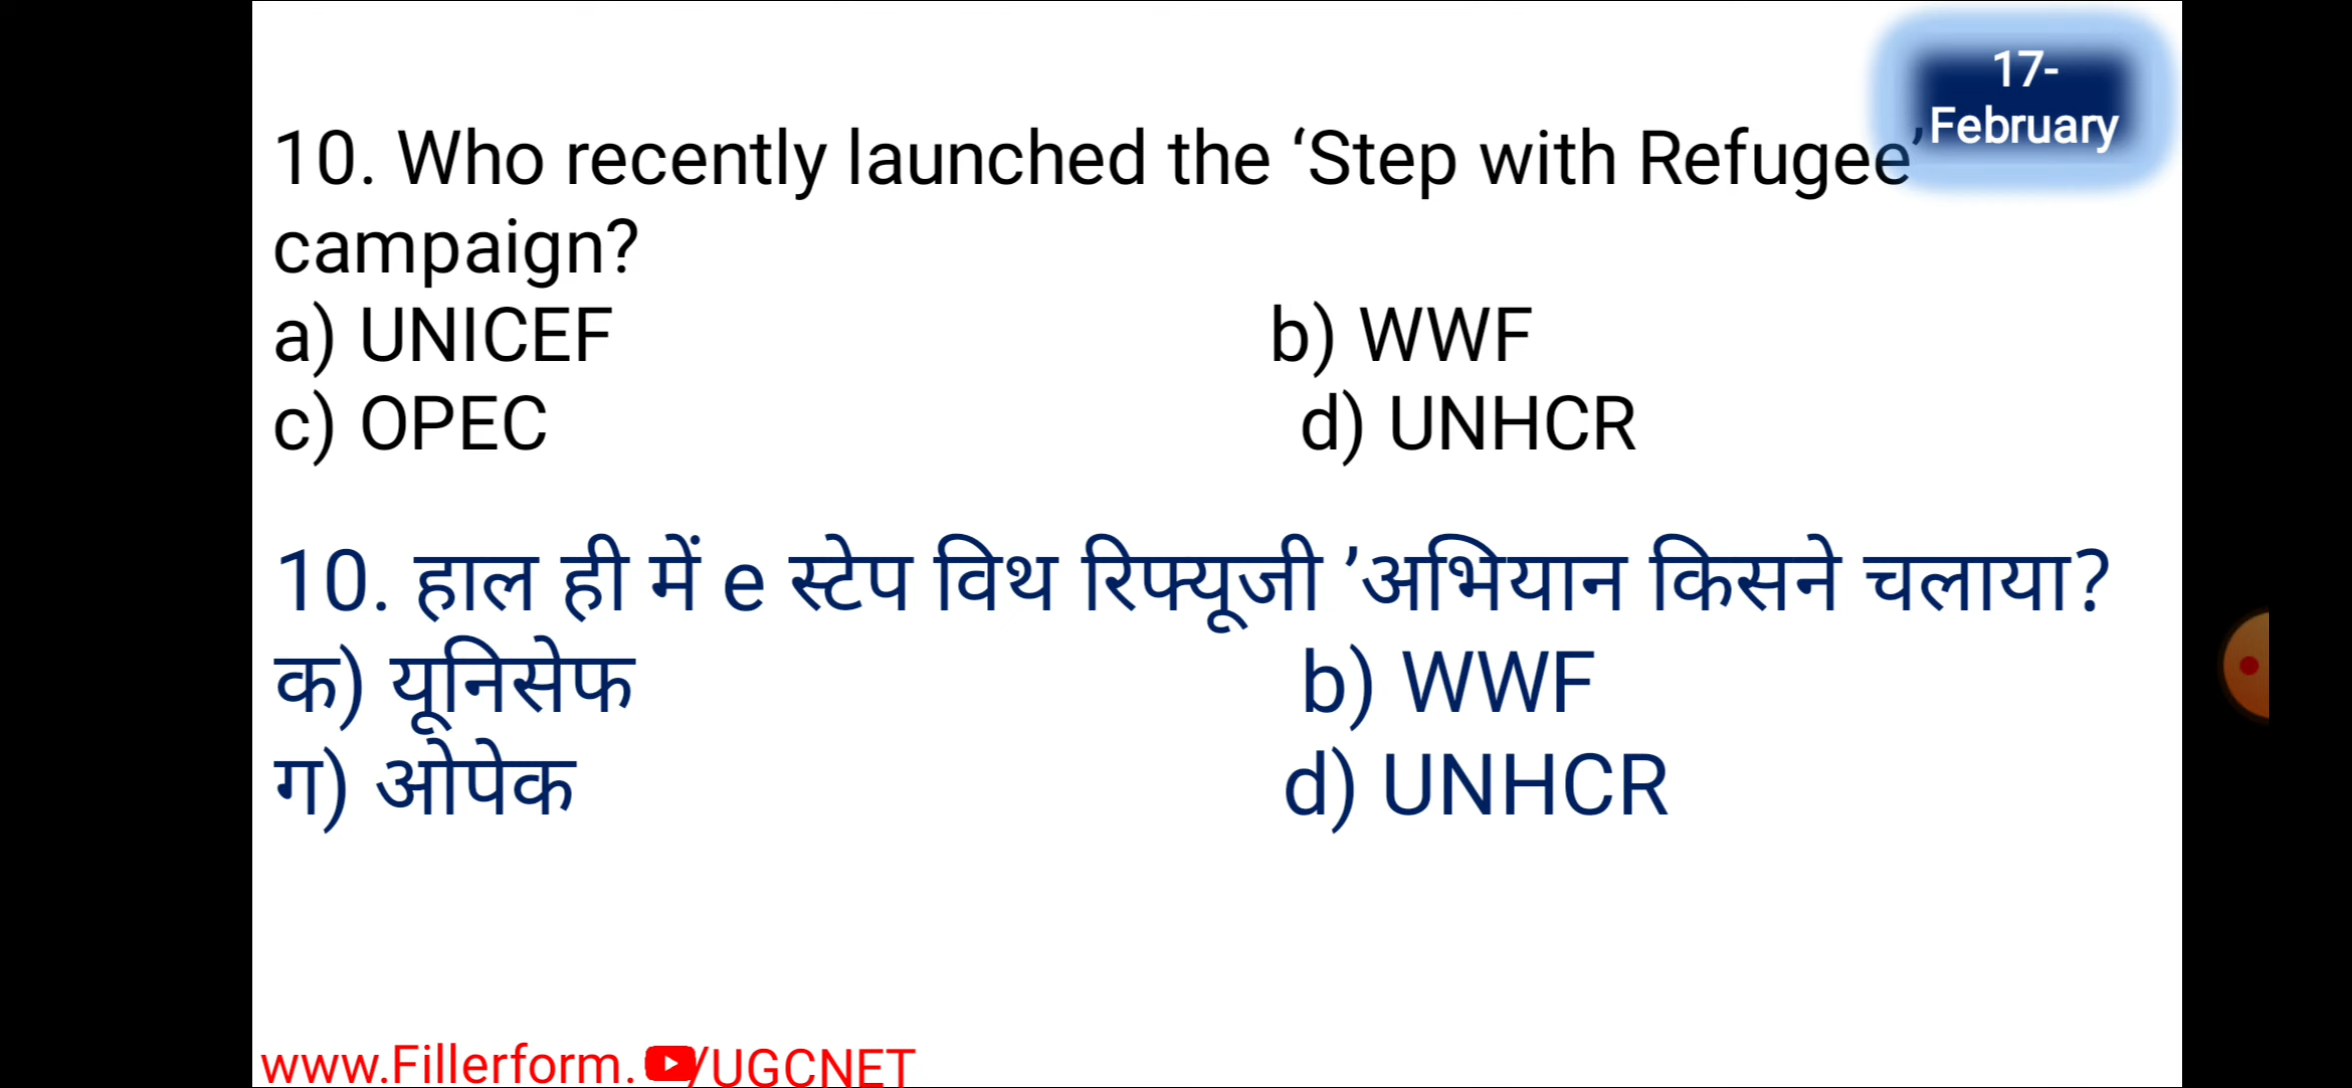 17-
February
10. Who recently launched the ‘Step with Refugee’
campaign?
a) UNICEF b) WWF
c) OPEC d) UNHCR
10. हाल ही में e स्टेप विथ रिफ्यूजी ’अभियान किसने चलाया?
क) यूनिसेफ b) WWF
ग) ओपेक d) UNHCR
www.Fillerform. /UGCNET